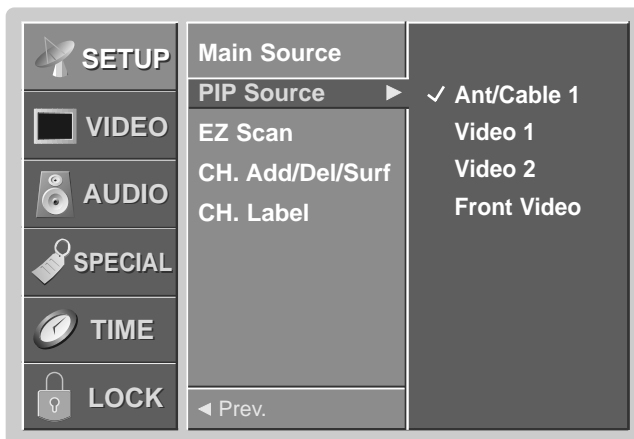 SETUP
VIDEO
AUDIO
SPECIAL
TIME
LOCK
Main Source
PIP Source ►
EZ Scan
CH. Add/Del/Surf
CH. Label
◄ Prev.
✓ Ant/Cable 1
Video 1
Video 2
Front Video